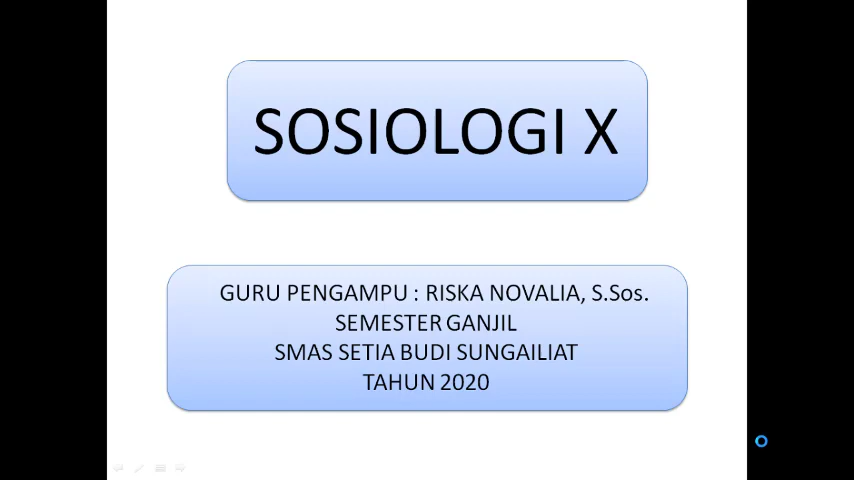 SOSIOLOGI X
GURU PENGAMPU : RISKA NOVALIA, S.Sos.
SEMESTER GANJIL
SMAS SETIA BUDI SUNGAILIAT
TAHUN 2020